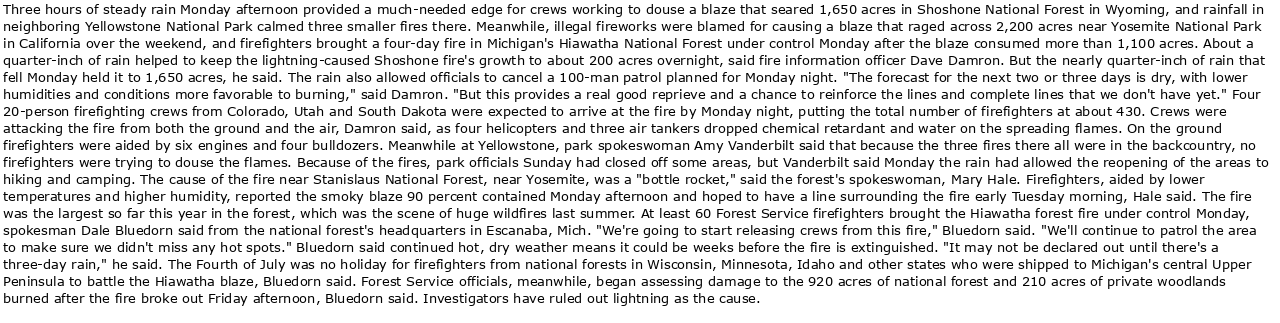 Three hours of steady rain Monday afternoon provided a much-needed edge for crews working to douse a blaze that seared 1,650 acres in Shoshone National Forest in Wyoming, and rainfall in
neighboring Yellowstone National Park calmed three smaller fires there. Meanwhile, illegal fireworks were blamed for causing a blaze that raged across 2,200 acres near Yosemite National Park
in California over the weekend, and firefighters brought a four-day fire in Michigan's Hiawatha National Forest under control Monday after the blaze consumed more than 1,100 acres. About a
quarter-inch of rain helped to keep the lightning-caused Shoshone fire's growth to about 200 acres overnight, said fire information officer Dave Damron. But the nearly quarter-inch of rain that
fell Monday held it to 1,650 acres, he said. The rain also allowed officials to cancel a 100-man patrol planned for Monday night. "The forecast for the next two or three days is dry, with lower
humidities and conditions more favorable to burning," said Damron. "But this provides a real good reprieve and a chance to reinforce the lines and complete lines that we don't have yet." Four
20-person firefighting crews from Colorado, Utah and South Dakota were expected to arrive at the fire by Monday night, putting the total number of firefighters at about 430. Crews were
attacking the fire from both the ground and the air, Damron said, as four helicopters and three air tankers dropped chemical retardant and water on the spreading flames. On the ground
firefighters were aided by six engines and four bulldozers. Meanwhile at Yellowstone, park spokeswoman Amy Vanderbilt said that because the three fires there all were in the backcountry, no
firefighters were trying to douse the flames. Because of the fires, park officials Sunday had closed off some areas, but Vanderbilt said Monday the rain had allowed the reopening of the areas to
hiking and camping. The cause of the fire near Stanislaus National Forest, near Yosemite, was a "bottle rocket," said the forest's spokeswoman, Mary Hale. Firefighters, aided by lower
temperatures and higher humidity, reported the smoky blaze 90 percent contained Monday afternoon and hoped to have a line surrounding the fire early Tuesday morning, Hale said. The fire
was the largest so far this year in the forest, which was the scene of huge wildfires last summer. At least 60 Forest Service firefighters brought the Hiawatha forest fire under control Monday,
spokesman Dale Bluedorn said from the national forest's headquarters in Escanaba, Mich. "We're going to start releasing crews from this fire," Bluedorn said. "We'll continue to patrol the area
to make sure we didn't miss any hot spots." Bluedorn said continued hot, dry weather means it could be weeks before the fire is extinguished. "It may not be declared out until there's a
three-day rain," he said. The Fourth of July was no holiday for firefighters from national forests in Wisconsin, Minnesota, Idaho and other states who were shipped to Michigan's central Upper
Peninsula to battle the Hiawatha blaze, Bluedorn said. Forest Service officials, meanwhile, began assessing damage to the 920 acres of national forest and 210 acres of private woodlands
burned after the fire broke out Friday afternoon, Bluedorn said. Investigators have ruled out lightning as the cause.